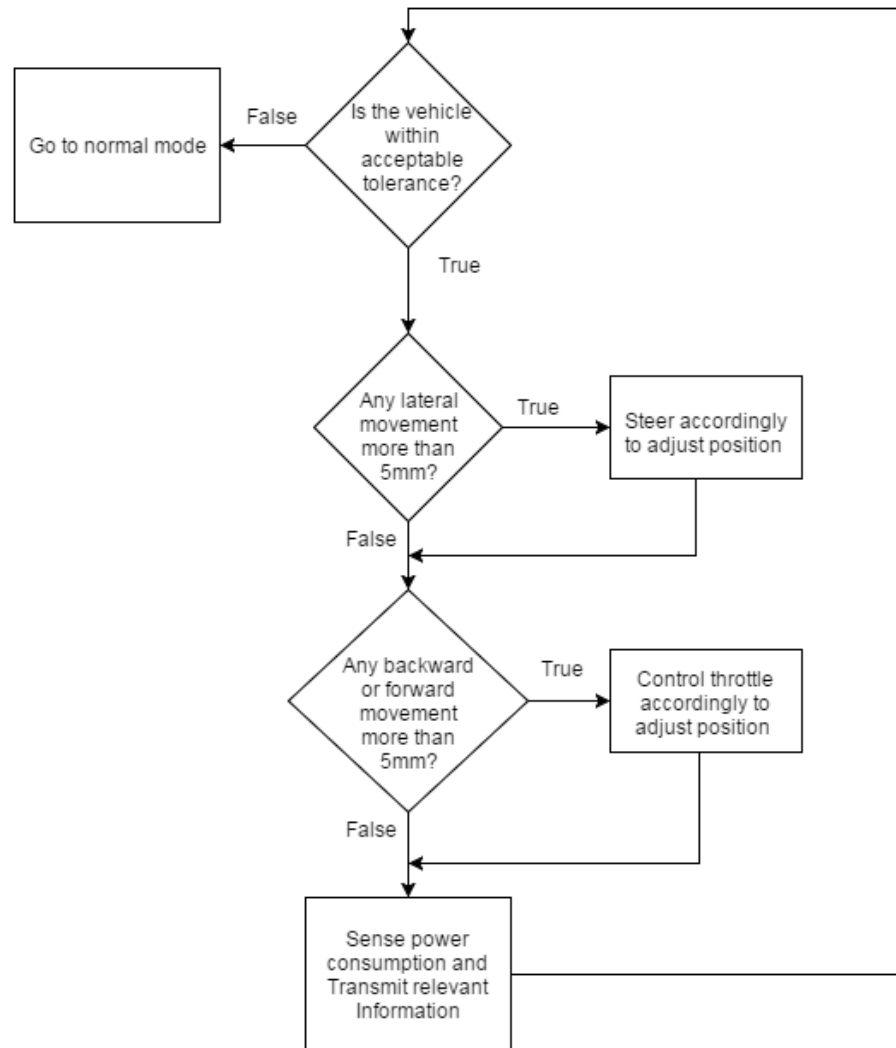 Is the vehicle
within
acceptable
tolerance?
False
Go to normal mode
True
Any lateral
movement
more than
5mm?
True
Steer accordingly
to adjust position
False
Any backward
or forward
movement
more than
5mm?
True
Control throttle
accordingly to
adjust position
False
Sense power
consumption and
Transmit relevant
Information